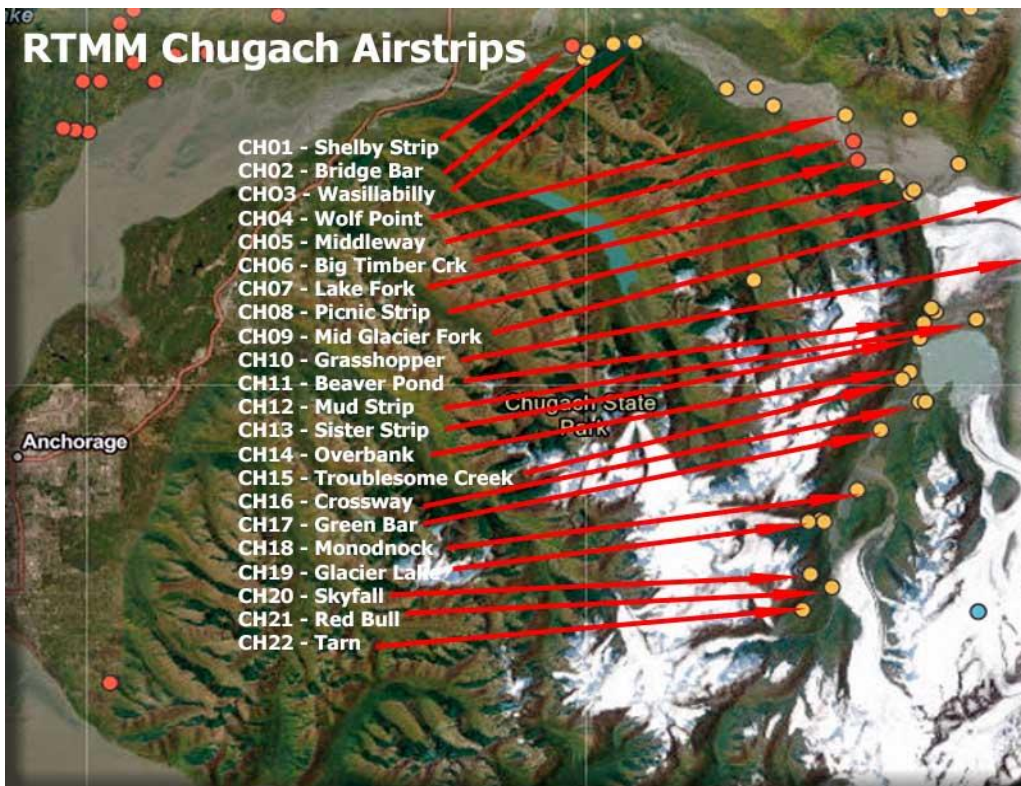 RTMM Chugach Airstrips
CH01 - Shelby Strip
CH02 - Bridge Bar
CHO3 - Wasillabilly
CH04 - Wolf Point
CH05 - Middleway
CH06 - Big Timber Crk
CH07 - Lake Fork
CH08 - Picnic Strip
CH09 - Mid Glacier Fork
CH10 - Grasshopper
CH11 - Beaver Pond
CH12 - Mud Strip
Chugach State
Park
CH13 - Sister Strip
Anchorage
CH14 - Overbank
CH15 - Troublesome Creek
CH16 - Crossway
CH17 - Green Bar
CH18 - Monodnock
CH19 - Glacier Lake
CH20 - Skyfall
CH21 - Red Bull
CH22 - Tarn